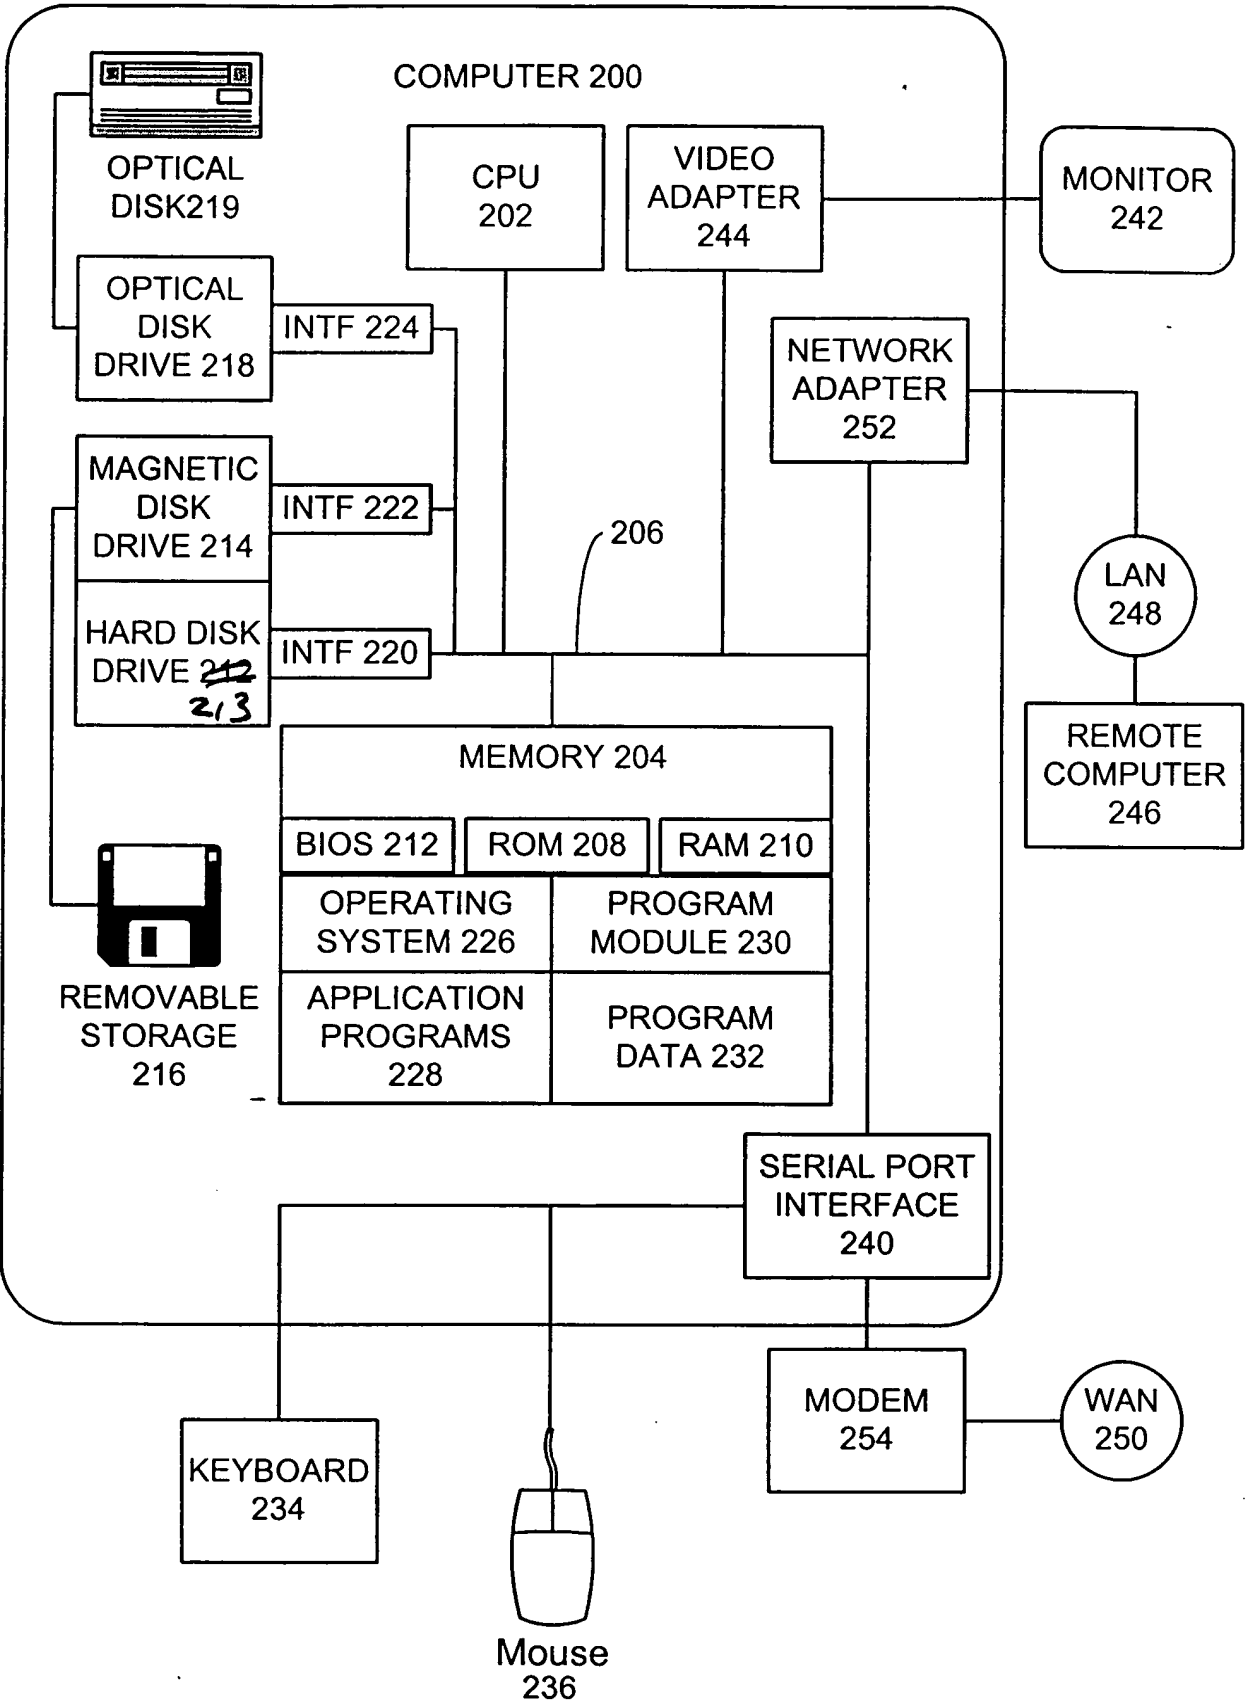 COMPUTER 200
OPTICAL
DISK219
CPU
202
VIDEO
ADAPTER
244
MONITOR
242
OPTICAL
DISK
DRIVE 218
INTF 224
NETWORK
ADAPTER
252
MAGNETIC
DISK
DRIVE 214
INTF 222
206
LAN
248
HARD DISK
DRIVE 212
213
INTF 220
REMOTE
COMPUTER
246
MEMORY 204
BIOS 212
ROM 208
RAM 210
OPERATING
SYSTEM 226
PROGRAM
MODULE 230
REMOVABLE
STORAGE
216
APPLICATION
PROGRAMS
228
PROGRAM
DATA 232
SERIAL PORT
INTERFACE
240
MODEM
254
WAN
250
KEYBOARD
234
Mouse
236